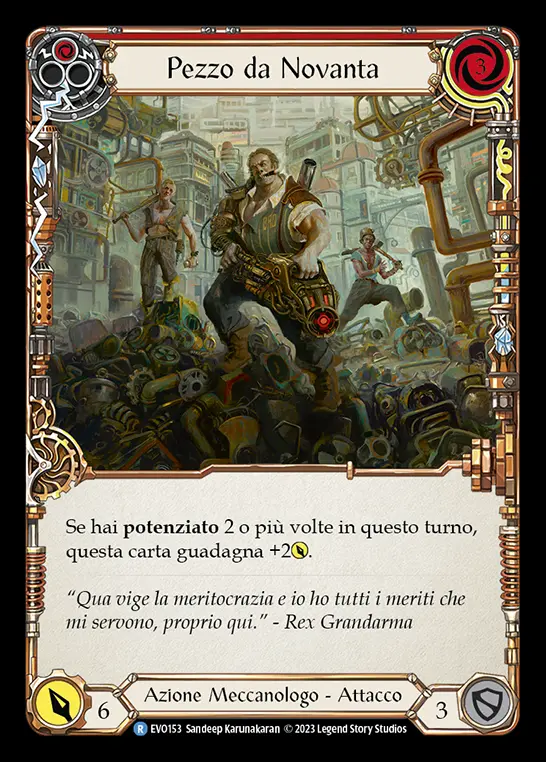 Pezzo da Novanta
3
Se hai potenziato 2 o più volte in questo turno,
questa carta guadagna +2.
“Qua vige la meritocrazia e io ho tutti i meriti che
mi servono, proprio qui.” - Rex Grandarma
6
Azione Meccanologo - Attacco
3
R EVO153 Sandeep Karunakaran © 2023 Legend Story Studios